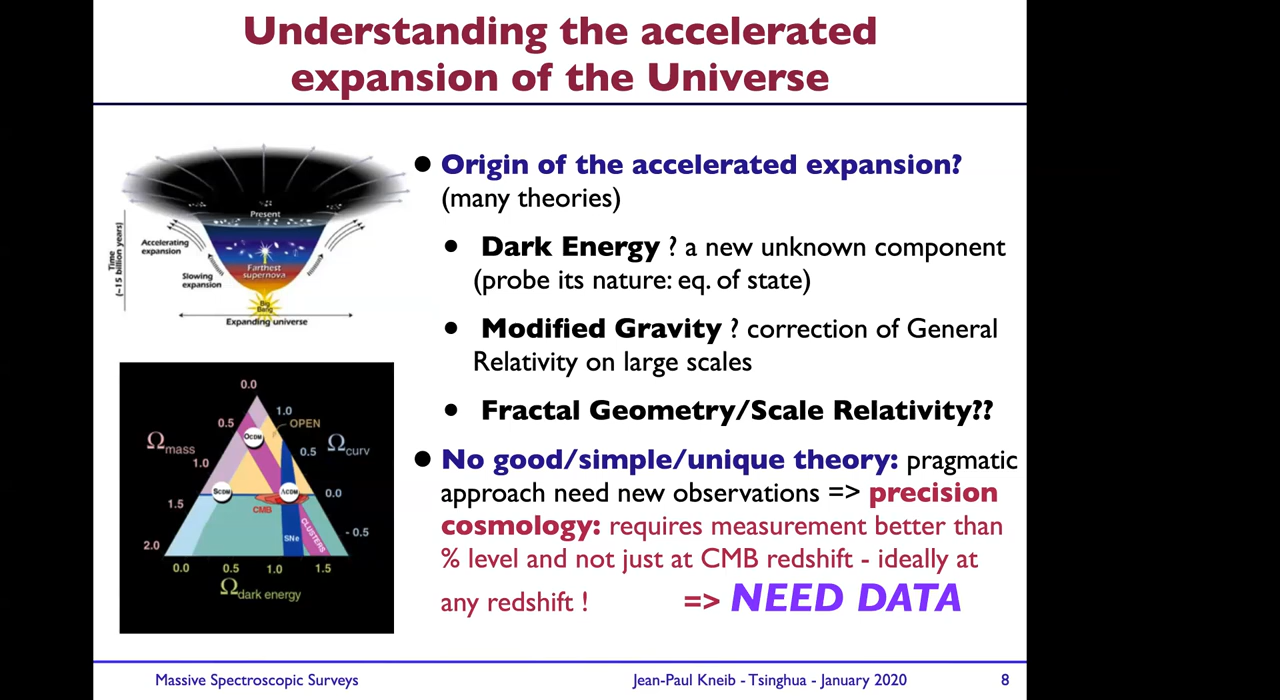 Understanding the accelerated
expansion of the Universe
Present
Accelerating
expansion
Farthest
supernova
Slowing
expansion
Time
(~15 billion years)
Big
Bang
Expanding universe
0.0
0.5
1.0
1.5
2.0
Ωmass
1.0
0.5
0.0
- 0.5
Ωcurv
OPEN
OCDM
SCDM
ΛCDM
CMB
SNe
CLUSTERS
0.0
0.5
1.0
1.5
Ωdark energy
● Origin of the accelerated expansion?
(many theories)
● Dark Energy ? a new unknown component
(probe its nature: eq. of state)
● Modified Gravity ? correction of General
Relativity on large scales
● Fractal Geometry/Scale Relativity??
● No good/simple/unique theory: pragmatic
approach need new observations => precision
cosmology: requires measurement better than
% level and not just at CMB redshift - ideally at
any redshift ! => NEED DATA
Massive Spectroscopic Surveys
Jean-Paul Kneib - Tsinghua - January 2020
8